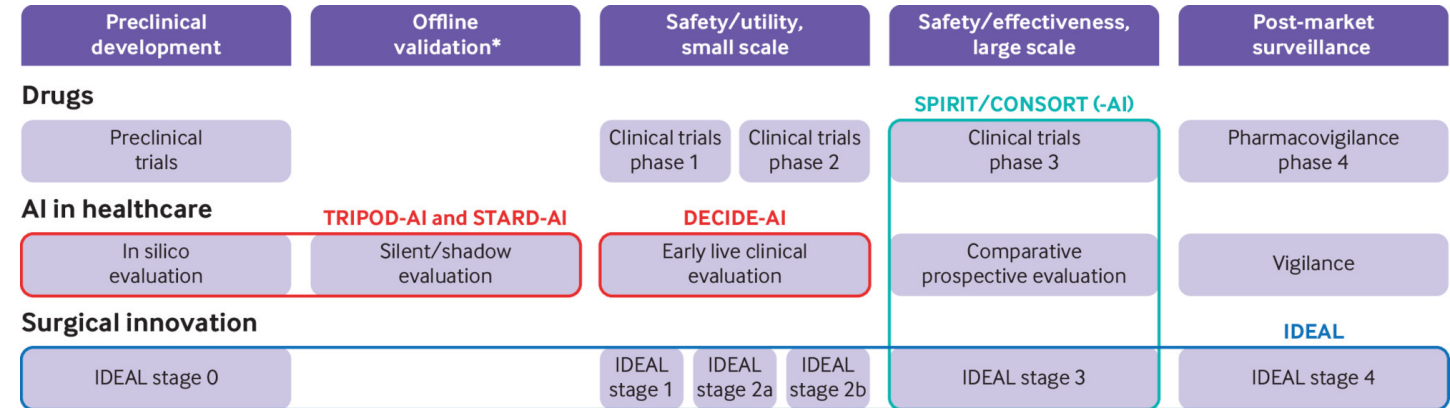 Preclinical
development
Offline
validation*
Safety/utility,
small scale
Safety/effectiveness,
large scale
Post-market
surveillance
Drugs
SPIRIT/CONSORT (-AI)
Preclinical
trials
Clinical trials
phase 1
Clinical trials
phase 2
Clinical trials
phase 3
Pharmacovigilance
phase 4
AI in healthcare
TRIPOD-AI and STARD-AI
DECIDE-AI
In silico
evaluation
Silent/shadow
evaluation
Early live clinical
evaluation
Comparative
prospective evaluation
Vigilance
Surgical innovation
IDEAL
IDEAL stage 0
IDEAL
stage 1
IDEAL
stage 2a
IDEAL
stage 2b
IDEAL stage 3
IDEAL stage 4